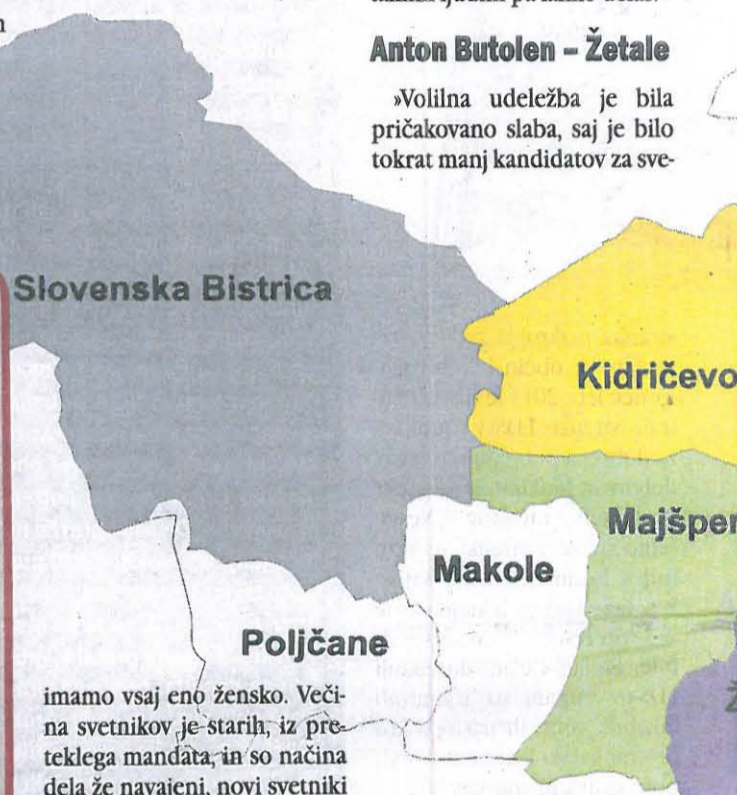 Anton Butolen – Žetale
»Volilna udeležba je bila
pričakovano slaba, saj je bilo
tokrat manj kandidatov za sve-
Slovenska Bistrica
Kidričevo
Majšper
Makole
Poljčane
imamo vsaj eno žensko. Veči-
na svetnikov je starih, iz pre-
teklega mandata, in so načina
dela že navajeni, novi svetniki